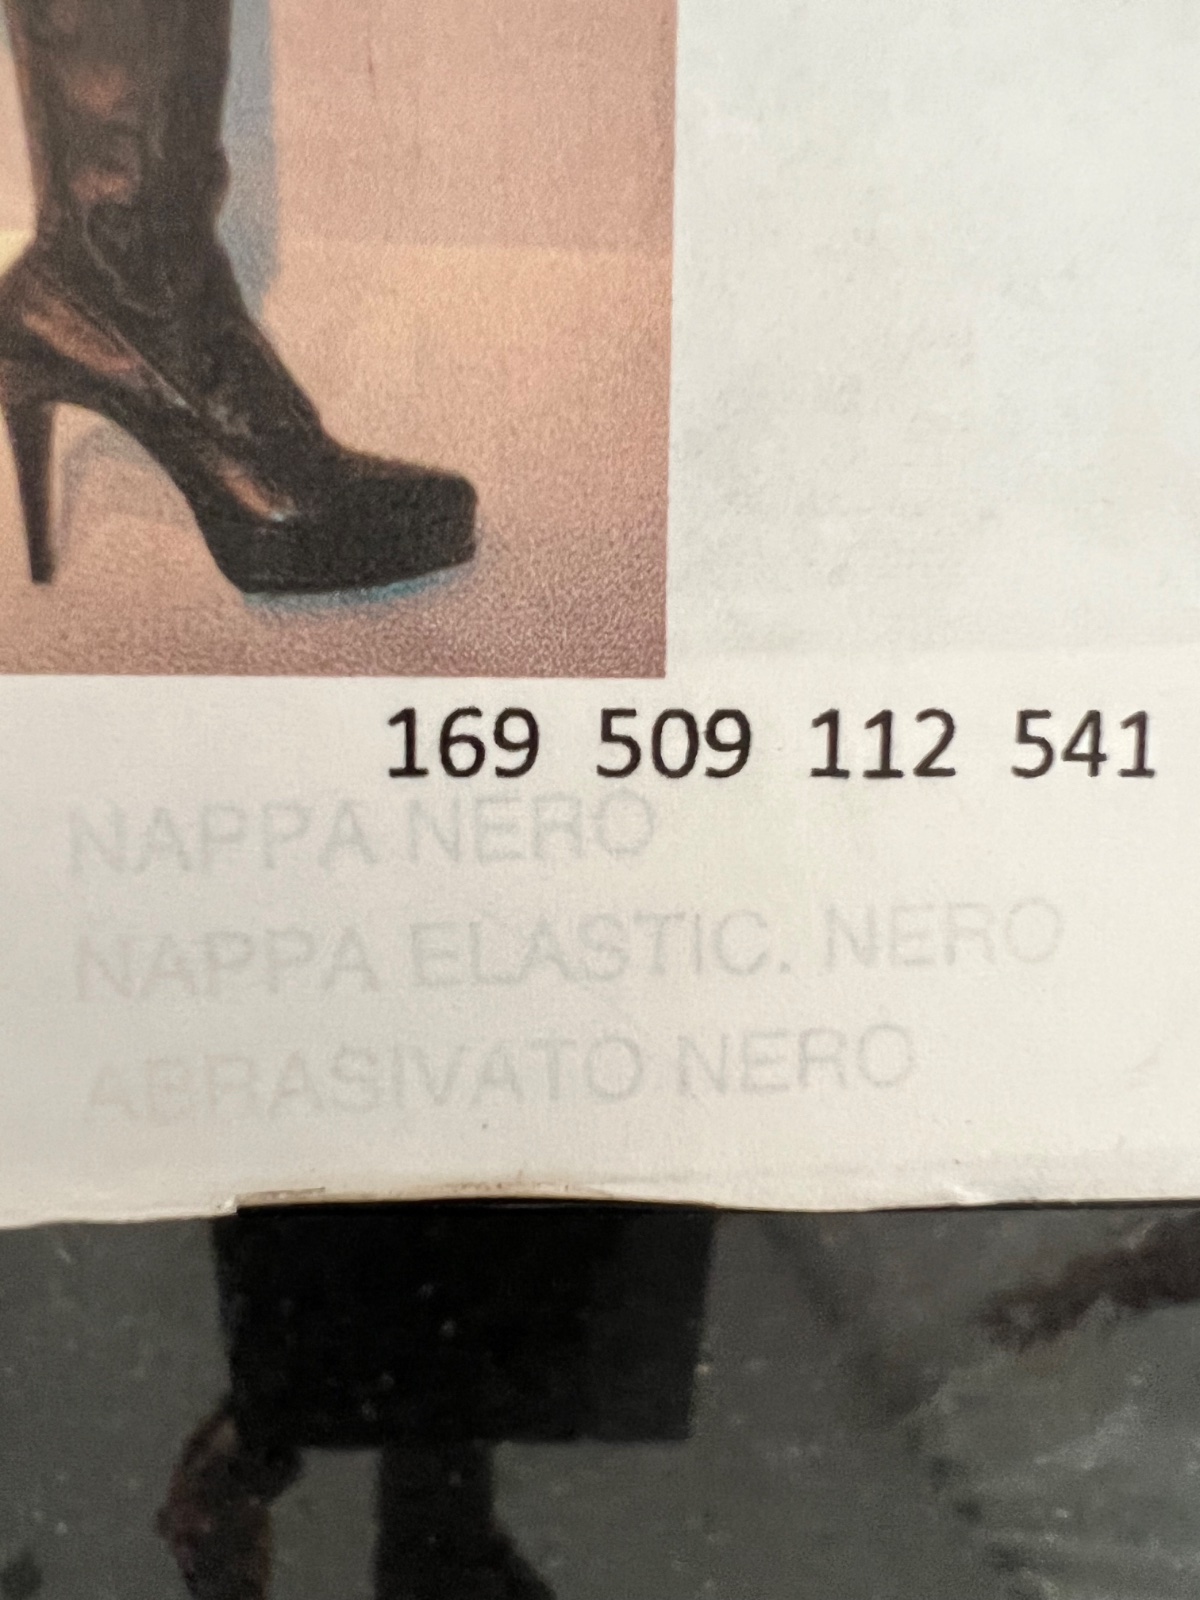 169 509 112 541
NAPPA NERO
NAPPA ELASTIC. NERO
ABRASIVATO NERO